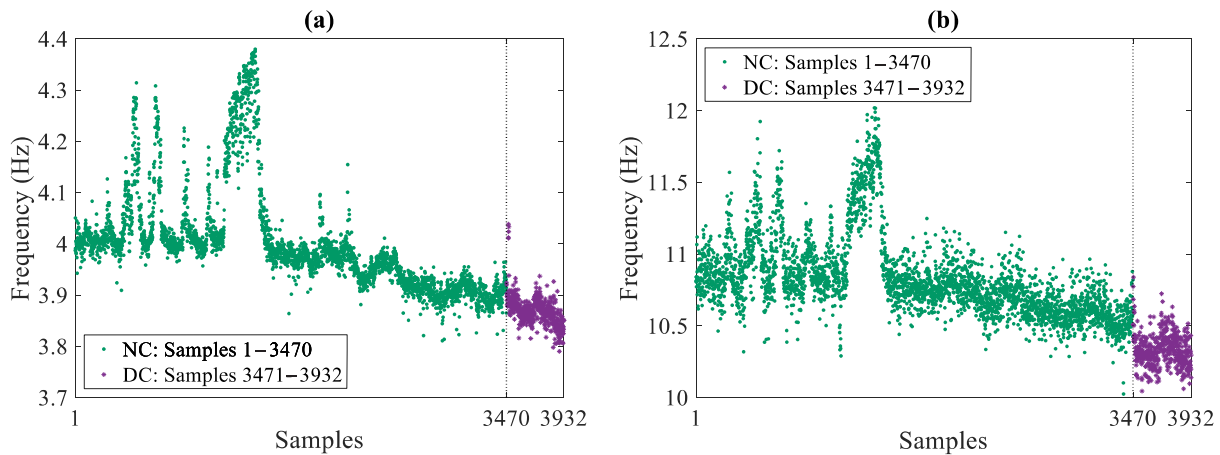 (a)
4.4
4.3
4.2
4.1
4
3.9
3.8
3.7
Frequency (Hz)
NC: Samples 1−3470
DC: Samples 3471−3932
1
3470 3932
Samples
(b)
12.5
12
11.5
11
10.5
10
Frequency (Hz)
NC: Samples 1−3470
DC: Samples 3471−3932
1
3470 3932
Samples